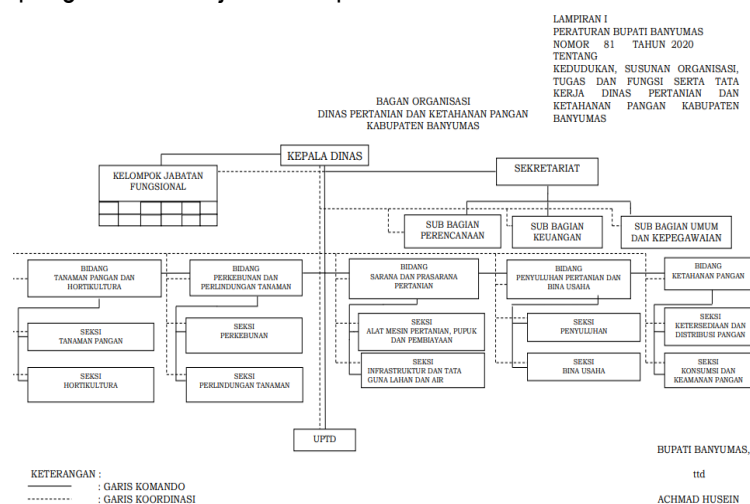 LAMPIRAN I
PERATURAN BUPATI BANYUMAS
NOMOR 81 TAHUN 2020
TENTANG
KEDUDUKAN, SUSUNAN ORGANISASI,
TUGAS DAN FUNGSI SERTA TATA
KERJA DINAS PERTANIAN DAN
KETAHANAN PANGAN KABUPATEN
BANYUMAS
BAGAN ORGANISASI
DINAS PERTANIAN DAN KETAHANAN PANGAN
KABUPATEN BANYUMAS
KEPALA DINAS
KELOMPOK JABATAN
FUNGSIONAL
SEKRETARIAT
SUB BAGIAN
PERENCANAAN
SUB BAGIAN
KEUANGAN
SUB BAGIAN UMUM
DAN KEPEGAWAIAN
BIDANG
TANAMAN PANGAN DAN
HORTIKULTURA
BIDANG
PERKEBUNAN DAN
PERLINDUNGAN TANAMAN
BIDANG
SARANA DAN PRASARANA
PERTANIAN
BIDANG
PENYULUHAN PERTANIAN DAN
BINA USAHA
BIDANG
KETAHANAN PANGAN
SEKSI
TANAMAN PANGAN
SEKSI
PERKEBUNAN
SEKSI
ALAT MESIN PERTANIAN, PUPUK
DAN PEMBIAYAAN
SEKSI
PENYULUHAN
SEKSI
KETERSEDIAAN DAN
DISTRIBUSI PANGAN
SEKSI
HORTIKULTURA
SEKSI
PERLINDUNGAN TANAMAN
SEKSI
INFRASTRUKTUR DAN TATA
GUNA LAHAN DAN AIR
SEKSI
BINA USAHA
SEKSI
KONSUMSI DAN
KEAMANAN PANGAN
UPTD
BUPATI BANYUMAS,
ttd
ACHMAD HUSEIN
KETERANGAN :
: GARIS KOMANDO
: GARIS KOORDINASI